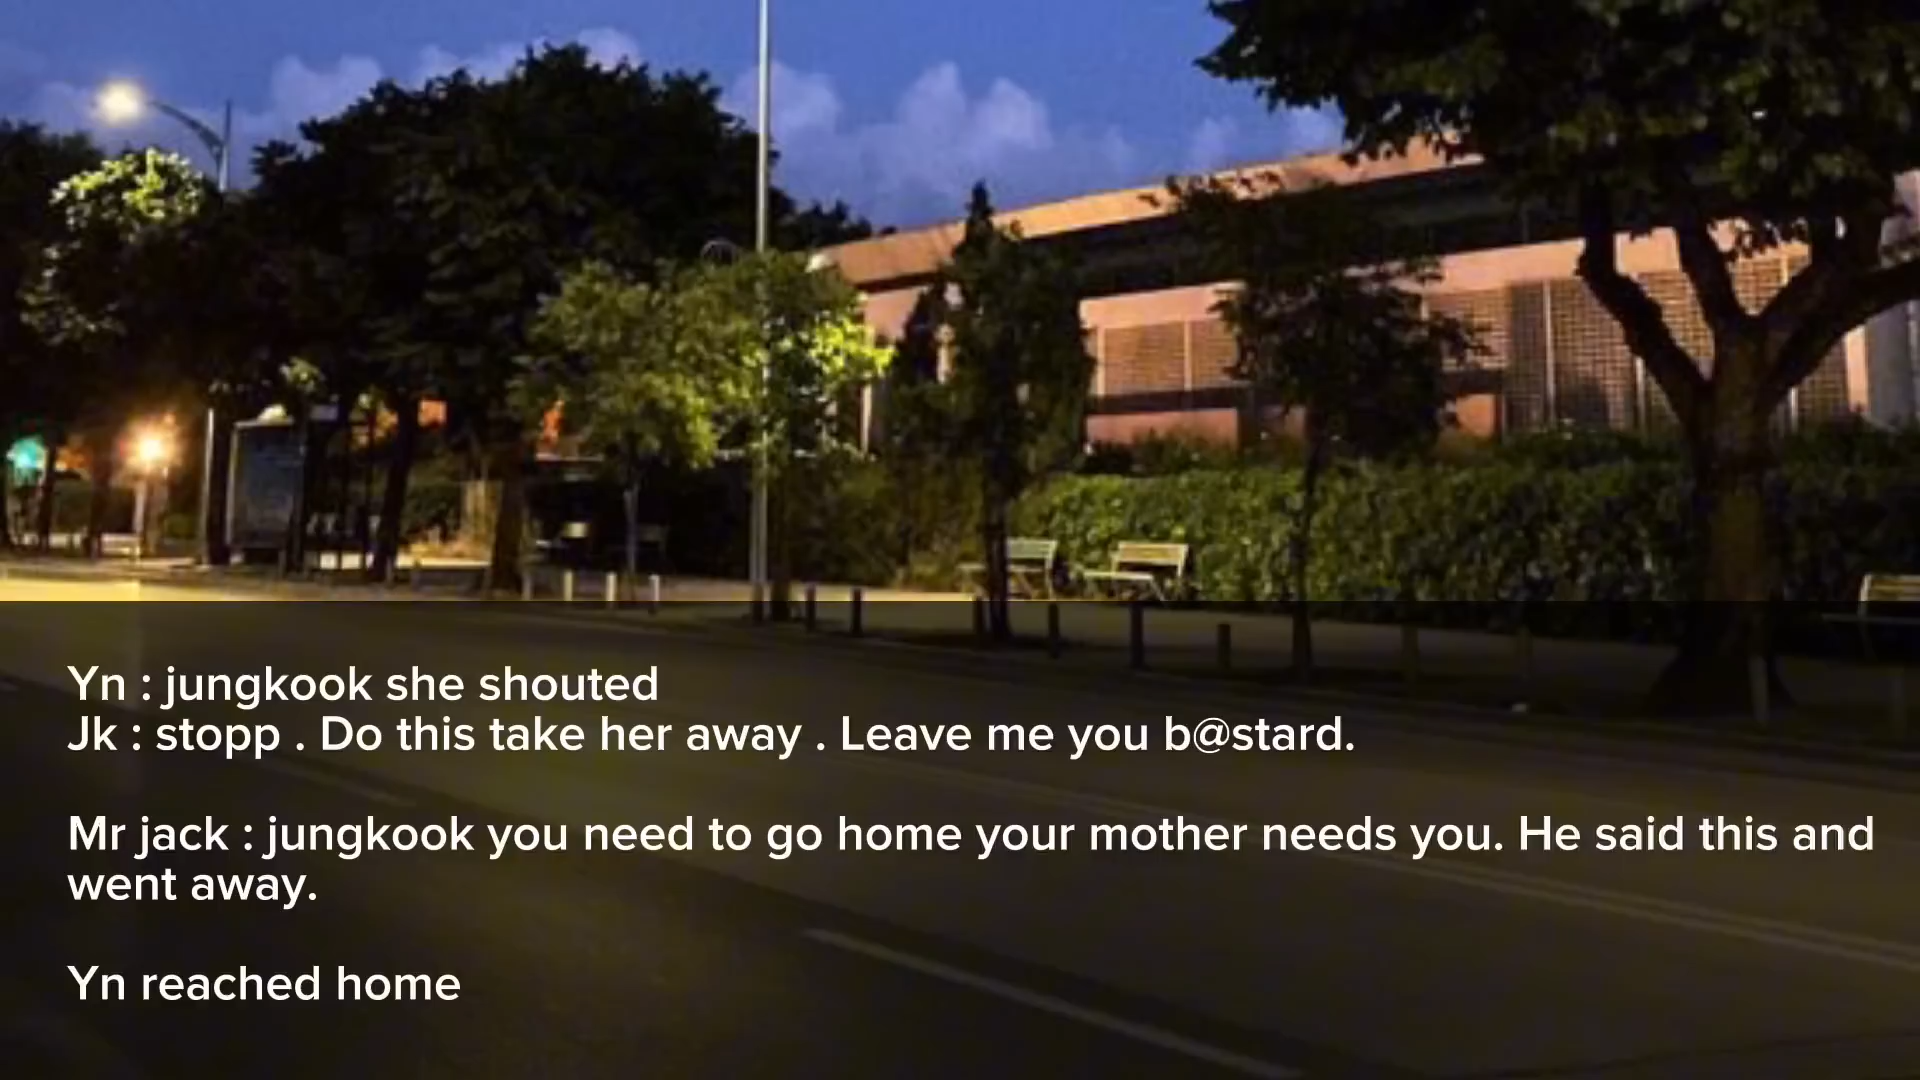 Yn : jungkook she shouted
Jk : stopp . Do this take her away . Leave me you b@stard.
Mr jack : jungkook you need to go home your mother needs you. He said this and
went away.
Yn reached home